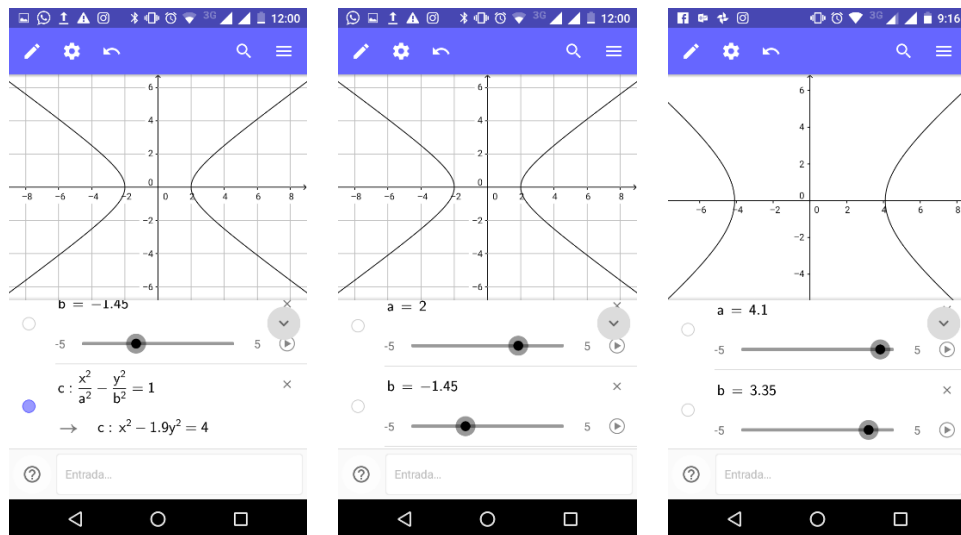 3G 12:00
6
4
2
0
-8 -6 -4 -2 0 2 4 6 8
-2
-4
-6
b = −1.45
-5 5
c : x²/a² − y²/b² = 1
→ c : x² − 1.9y² = 4
Entrada...
3G 12:00
6
4
2
0
-8 -6 -4 -2 0 2 4 6 8
-2
-4
-6
a = 2
-5 5
b = −1.45
-5 5
Entrada...
3G 9:16
6
4
2
0
-6 -4 -2 0 2 4 6 8
-2
-4
a = 4.1
-5 5
b = 3.35
-5 5
Entrada...